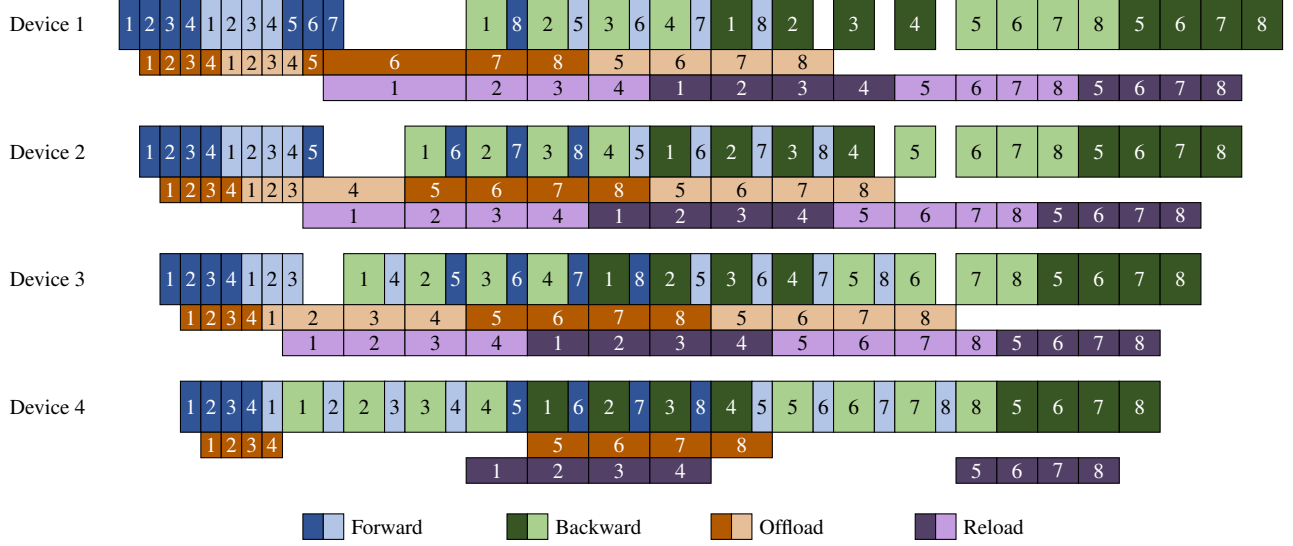 Device 1 1 2 3 4 1 2 3 4 5 6 7 1 8 2 5 3 6 4 7 1 8 2 3 4 5 6 7 8 5 6 7 8
1 2 3 4 1 2 3 4 5 6 7 8 5 6 7 8
1 2 3 4 1 2 3 4 5 6 7 8 5 6 7 8
Device 2 1 2 3 4 1 2 3 4 5 1 6 2 7 3 8 4 5 1 6 2 7 3 8 4 5 6 7 8 5 6 7 8
1 2 3 4 1 2 3 4 5 6 7 8 5 6 7 8
1 2 3 4 1 2 3 4 5 6 7 8 5 6 7 8
Device 3 1 2 3 4 1 2 3 1 4 2 5 3 6 4 7 1 8 2 5 3 6 4 7 5 8 6 7 8 5 6 7 8
1 2 3 4 1 2 3 4 5 6 7 8 5 6 7 8
1 2 3 4 1 2 3 4 5 6 7 8 5 6 7 8
Device 4 1 2 3 4 1 1 2 2 3 3 4 4 5 1 6 2 7 3 8 4 5 5 6 6 7 7 8 8 5 6 7 8
1 2 3 4 5 6 7 8
1 2 3 4 5 6 7 8
Forward Backward Offload Reload